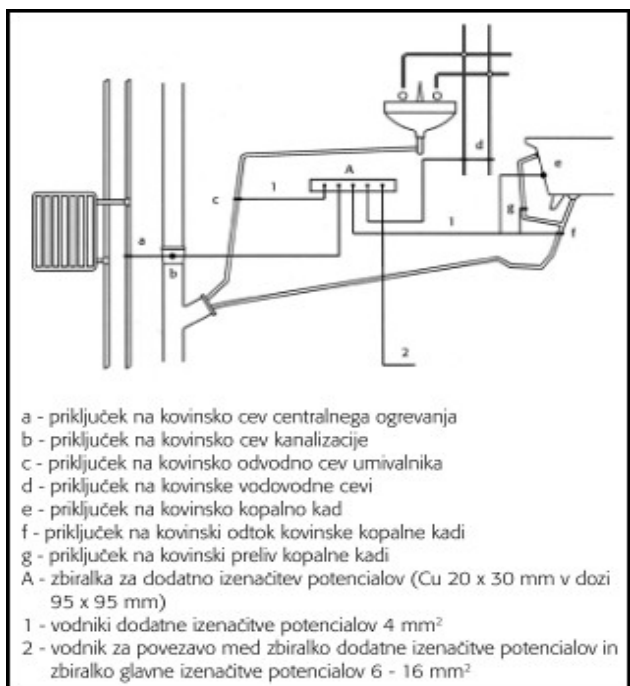 A
d
e
1
c
1
g
a
f
b
2
a - priključek na kovinsko cev centralnega ogrevanja
b - priključek na kovinsko cev kanalizacije
c - priključek na kovinsko odvodno cev umivalnika
d - priključek na kovinske vodovodne cevi
e - priključek na kovinsko kopalno kad
f - priključek na kovinski odtok kovinske kopalne kadi
g - priključek na kovinski preliv kopalne kadi
A - zbiralka za dodatno izenačitev potencialov (Cu 20 x 30 mm v dozi
95 x 95 mm)
1 - vodniki dodatne izenačitve potencialov 4 mm²
2 - vodnik za povezavo med zbiralko dodatne izenačitve potencialov in
zbiralko glavne izenačitve potencialov 6 - 16 mm²